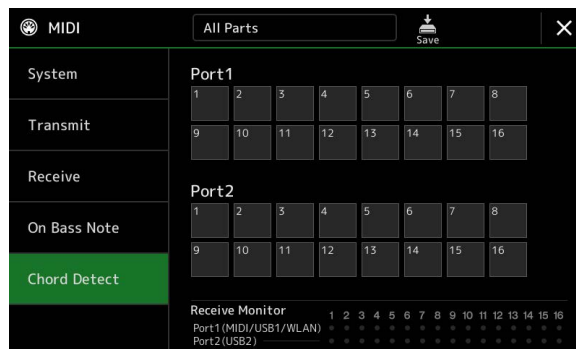 MIDI
All Parts
Save
System
Transmit
Receive
On Bass Note
Chord Detect
Port1
1 2 3 4 5 6 7 8
9 10 11 12 13 14 15 16
Port2
1 2 3 4 5 6 7 8
9 10 11 12 13 14 15 16
Receive Monitor 1 2 3 4 5 6 7 8 9 10 11 12 13 14 15 16
Port1(MIDI/USB1/WLAN)
Port2(USB2)